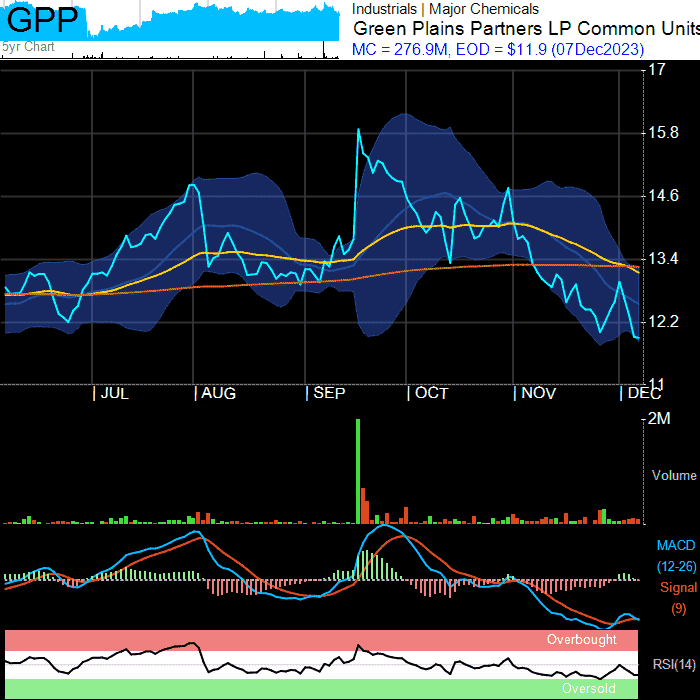 GPP
5yr Chart
Industrials | Major Chemicals
Green Plains Partners LP Common Units
MC = 276.9M, EOD = $11.9 (07Dec2023)
17
15.8
14.6
13.4
12.2
11
JUL
AUG
SEP
OCT
NOV
DEC
2M
Volume
MACD
(12-26)
Signal
(9)
Overbought
RSI(14)
Oversold